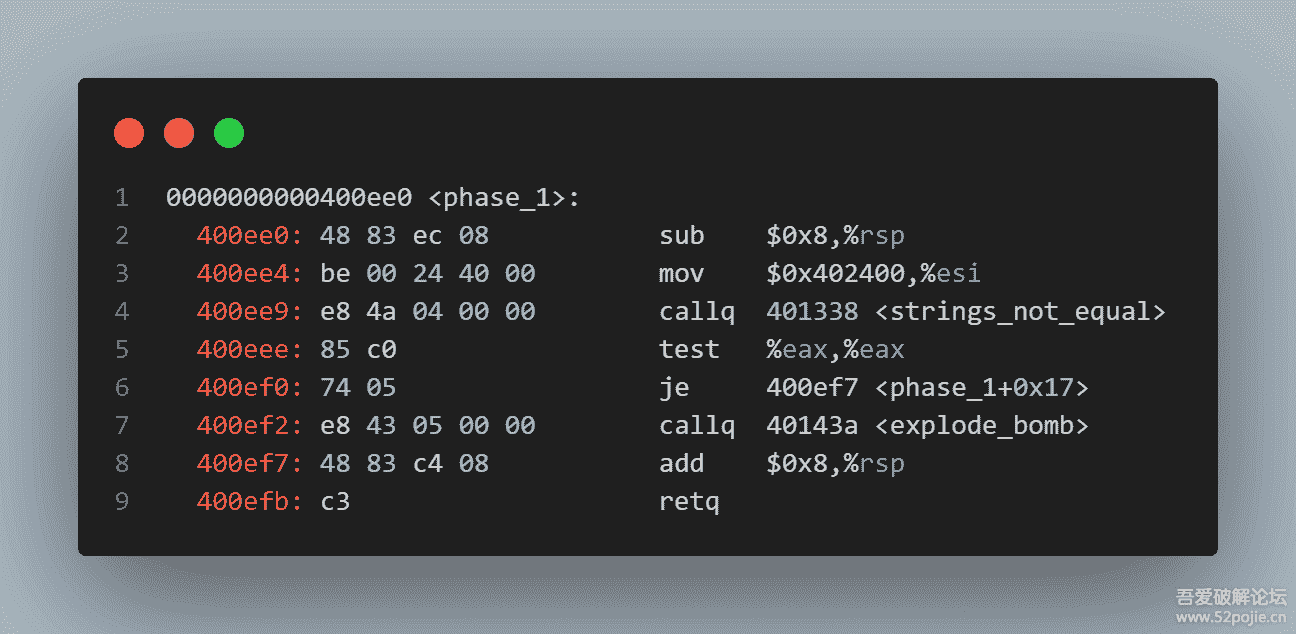 1 0000000000400ee0 <phase_1>:
2 400ee0: 48 83 ec 08 sub $0x8,%rsp
3 400ee4: be 00 24 40 00 mov $0x402400,%esi
4 400ee9: e8 4a 04 00 00 callq 401338 <strings_not_equal>
5 400eee: 85 c0 test %eax,%eax
6 400ef0: 74 05 je 400ef7 <phase_1+0x17>
7 400ef2: e8 43 05 00 00 callq 40143a <explode_bomb>
8 400ef7: 48 83 c4 08 add $0x8,%rsp
9 400efb: c3 retq
吾爱破解论坛
www.52pojie.cn